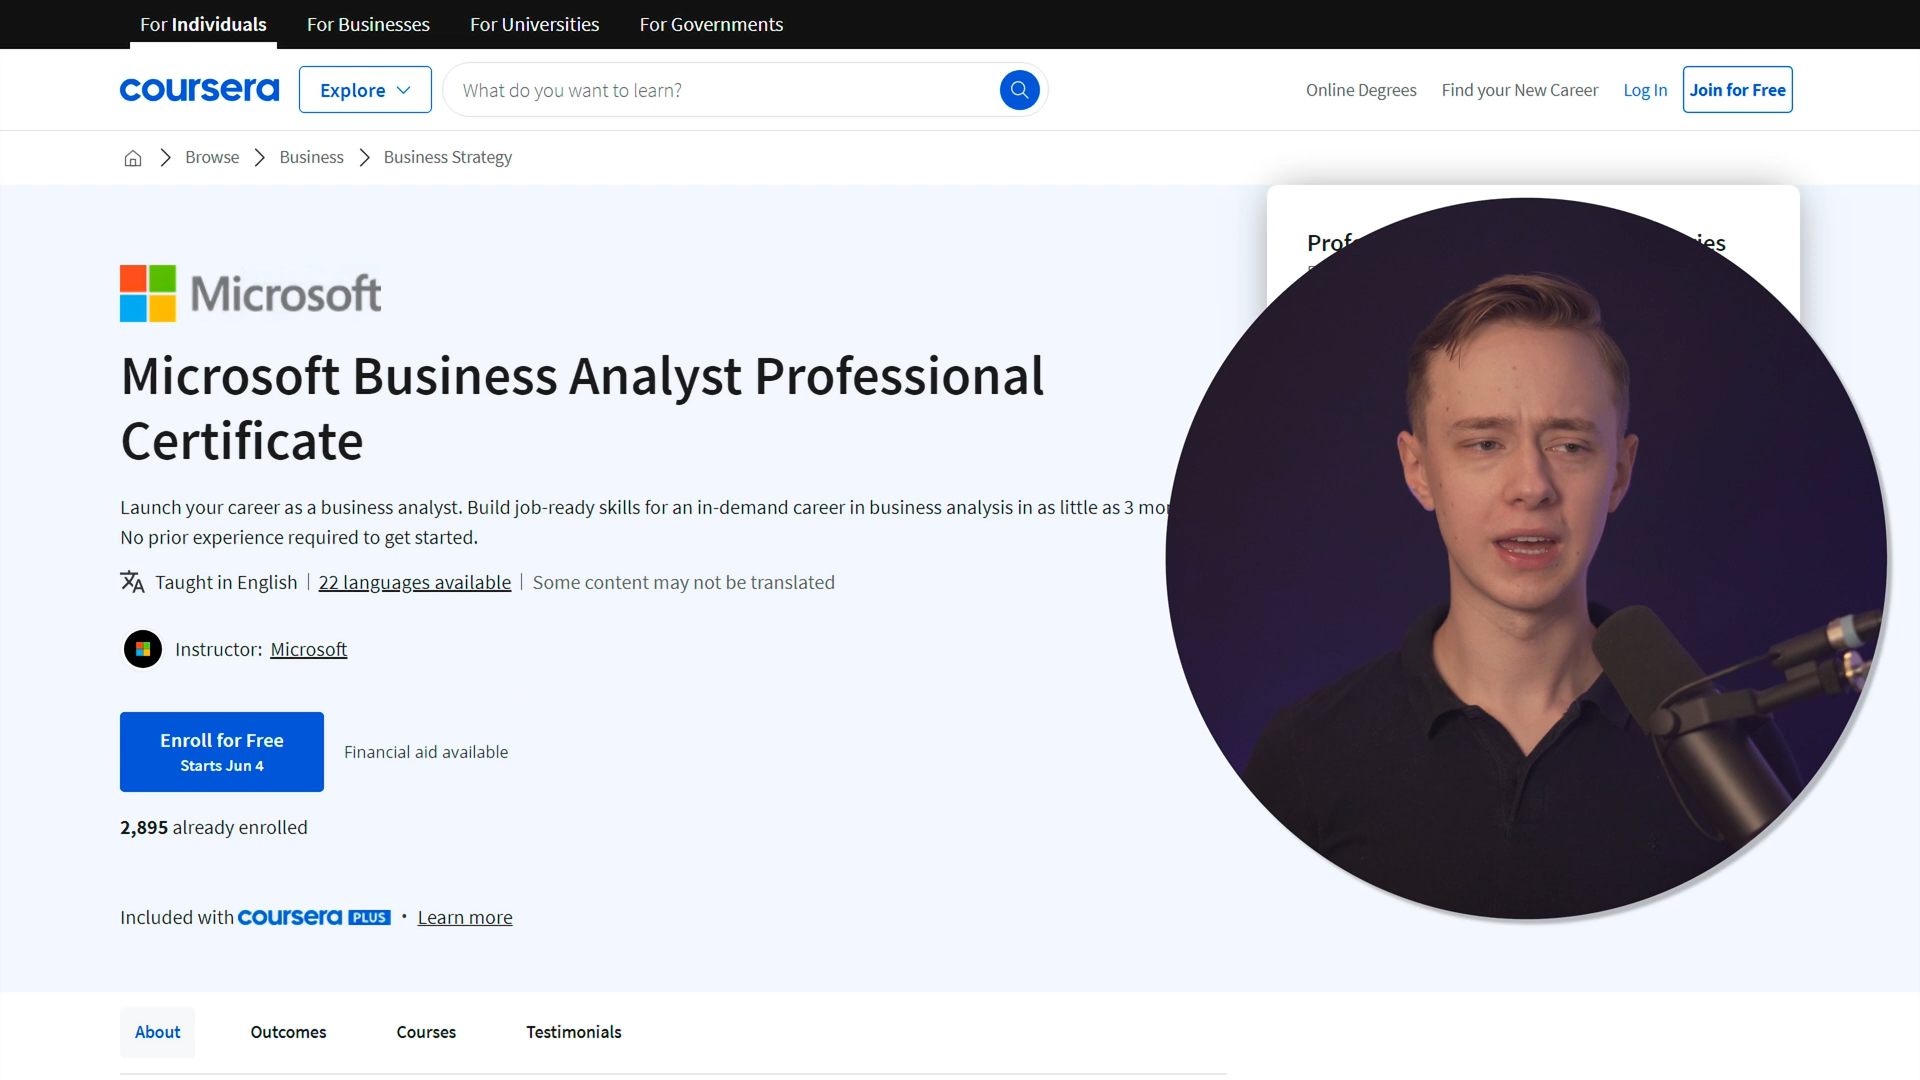 For Individuals
For Businesses
For Universities
For Governments
coursera
Explore
What do you want to learn?
Online Degrees
Find your New Career
Log In
Join for Free
Browse
Business
Business Strategy
Microsoft
Microsoft Business Analyst Professional
Certificate
Launch your career as a business analyst. Build job-ready skills for an in-demand career in business analysis in as little as 3
No prior experience required to get started.
Taught in English | 22 languages available | Some content may not be translated
Instructor: Microsoft
Enroll for Free
Starts Jun 4
Financial aid available
2,895 already enrolled
Included with coursera PLUS • Learn more
About
Outcomes
Courses
Testimonials